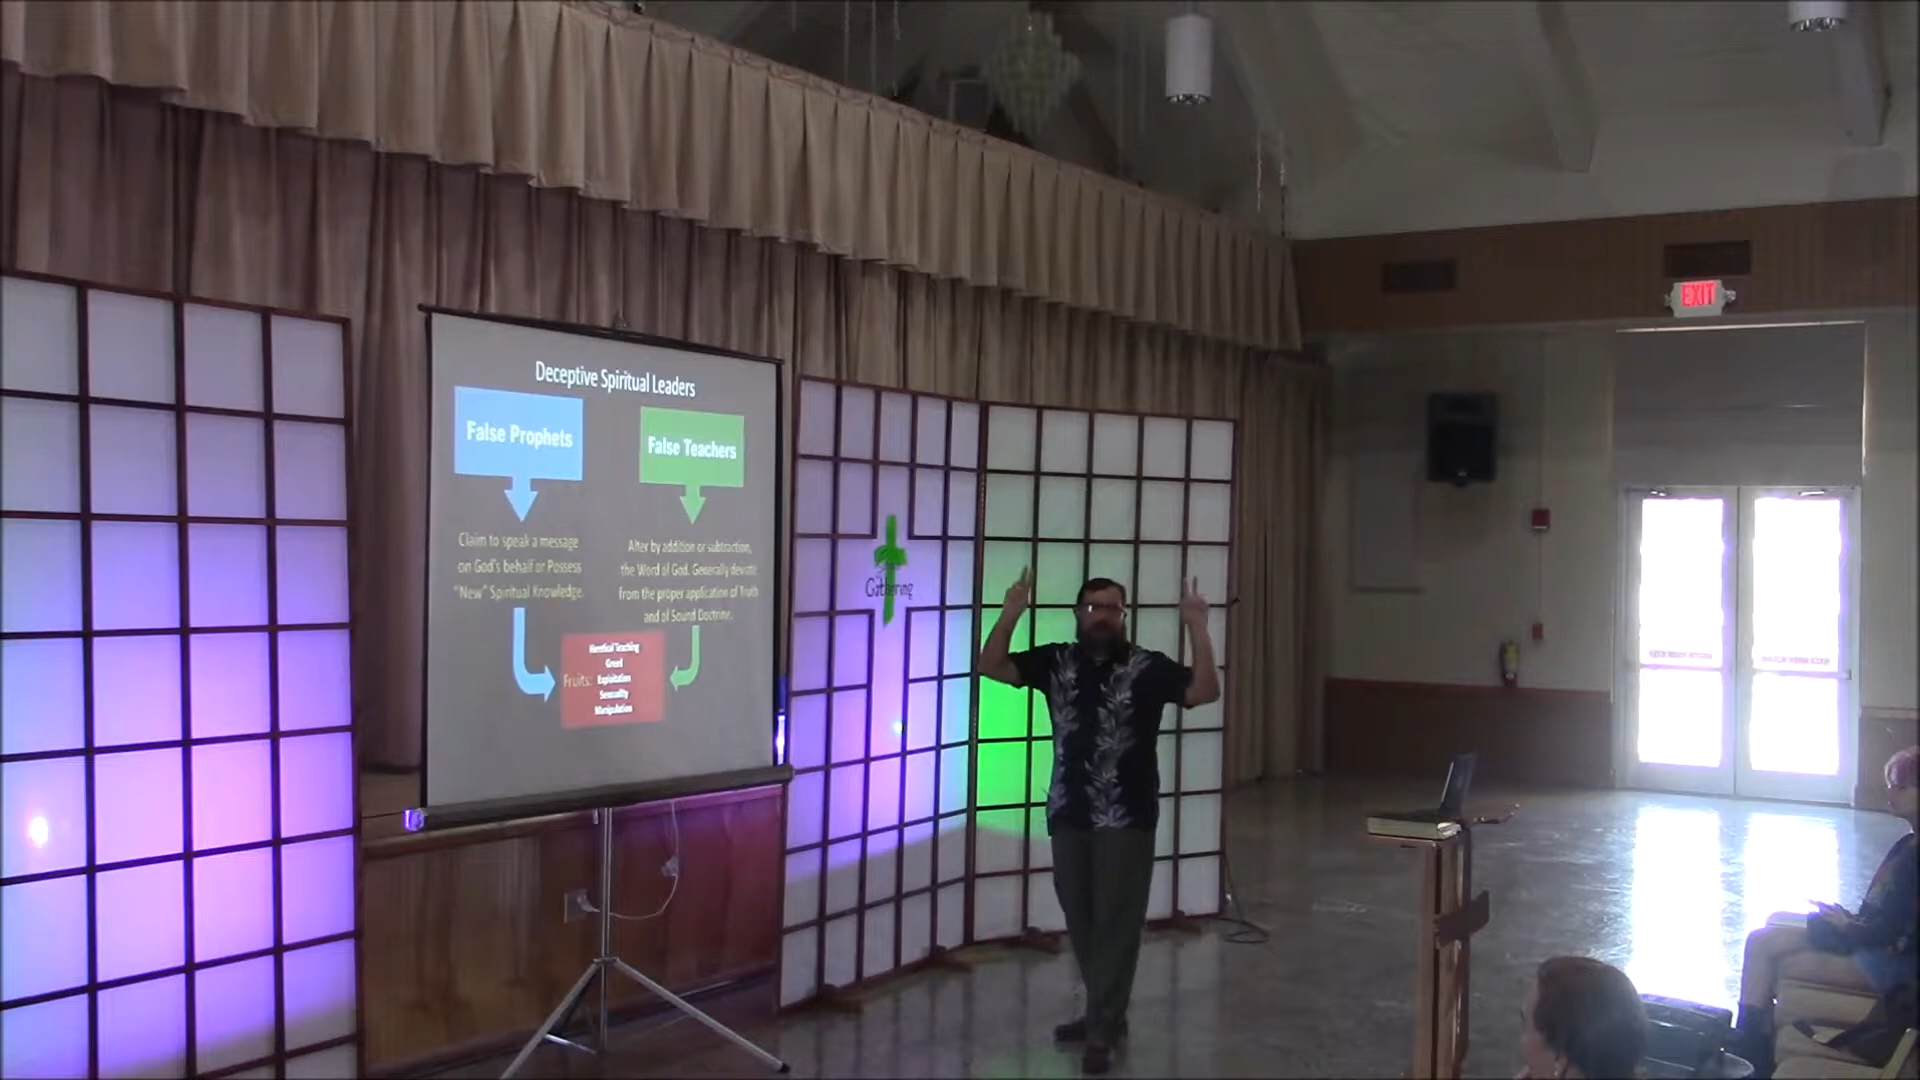 Deceptive Spiritual Leaders
False Prophets
False Teachers
Claim to speak a message
on God's behalf or Possess
"New" Spiritual Knowledge.
Alter by addition or subtraction,
the Word of God. Generally deviate
from the proper application of Truth
and of Sound Doctrine.
Fruits:
Heretical Teaching
Greed
Exploitation
Sensuality
Manipulation
Gathering
EXIT